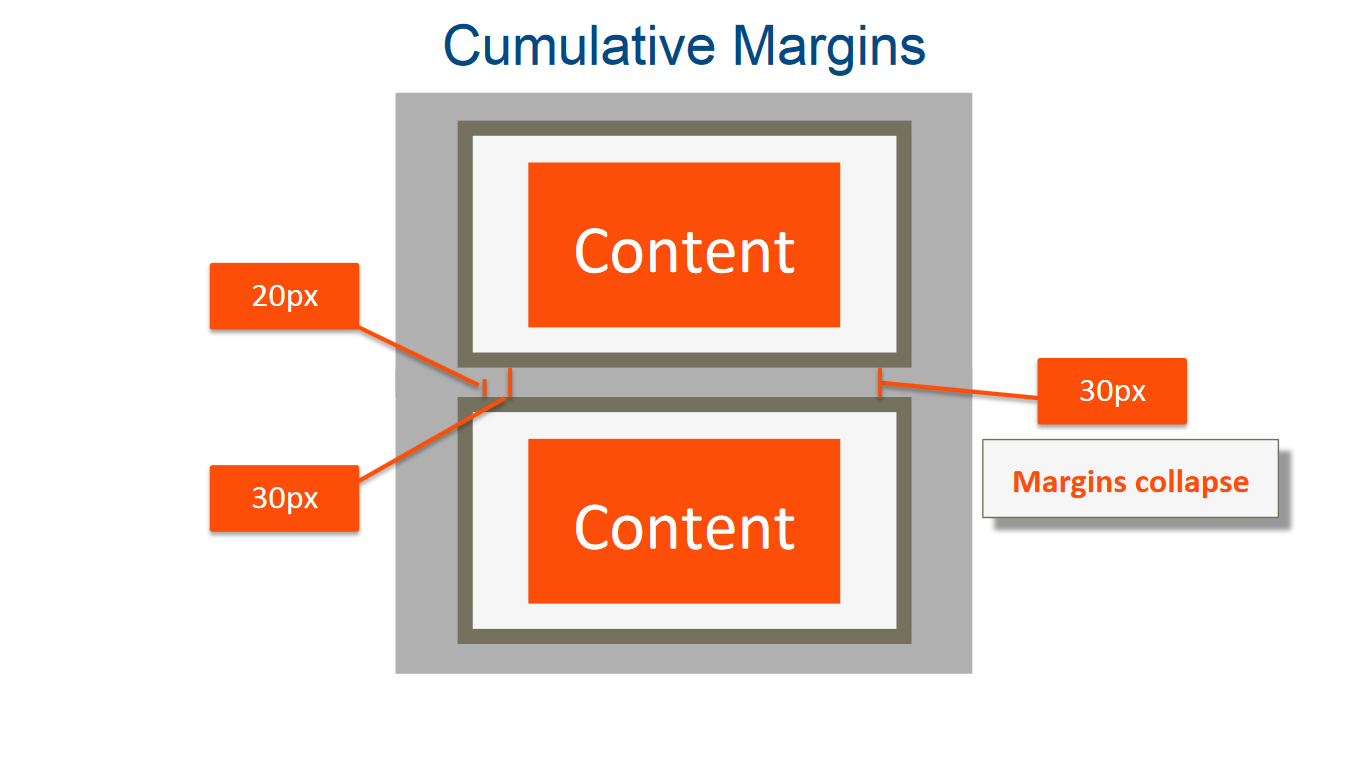 Cumulative Margins
Content
20px
30px
30px
Margins collapse
Content